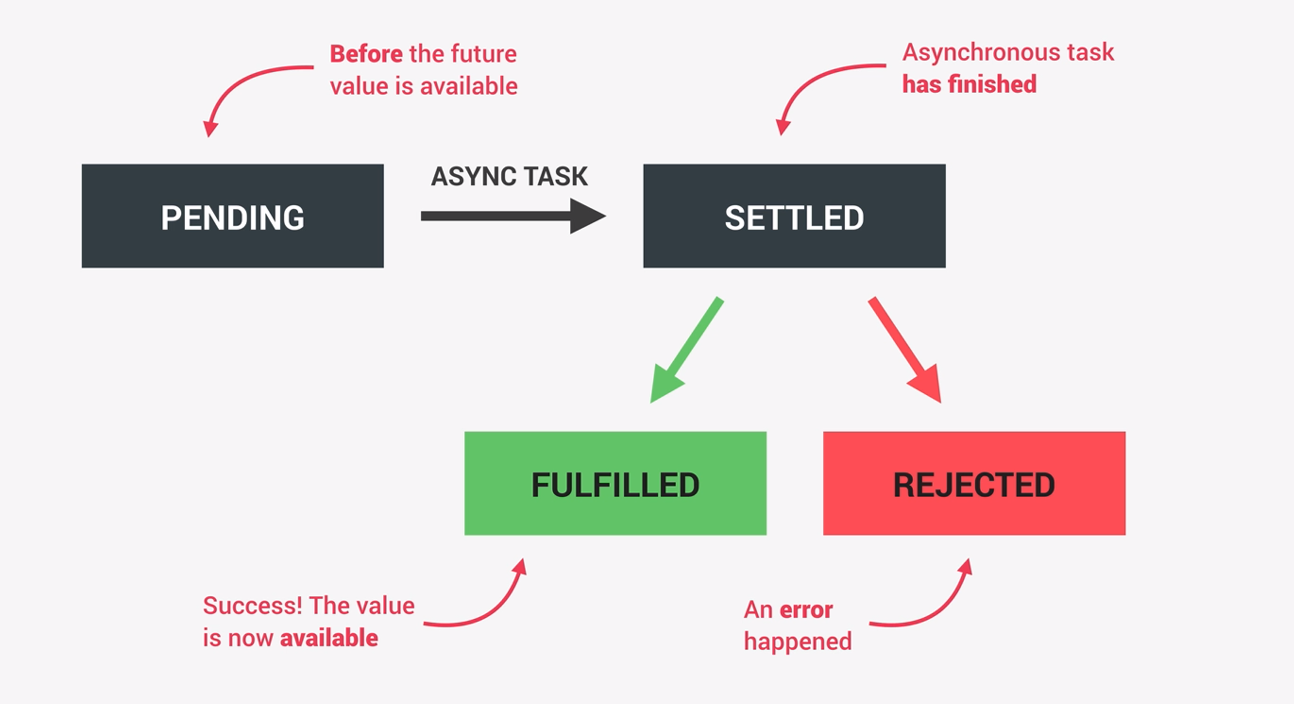 Before the future
value is available
Asynchronous task
has finished
PENDING
ASYNC TASK
SETTLED
FULFILLED
REJECTED
Success! The value
is now available
An error
happened